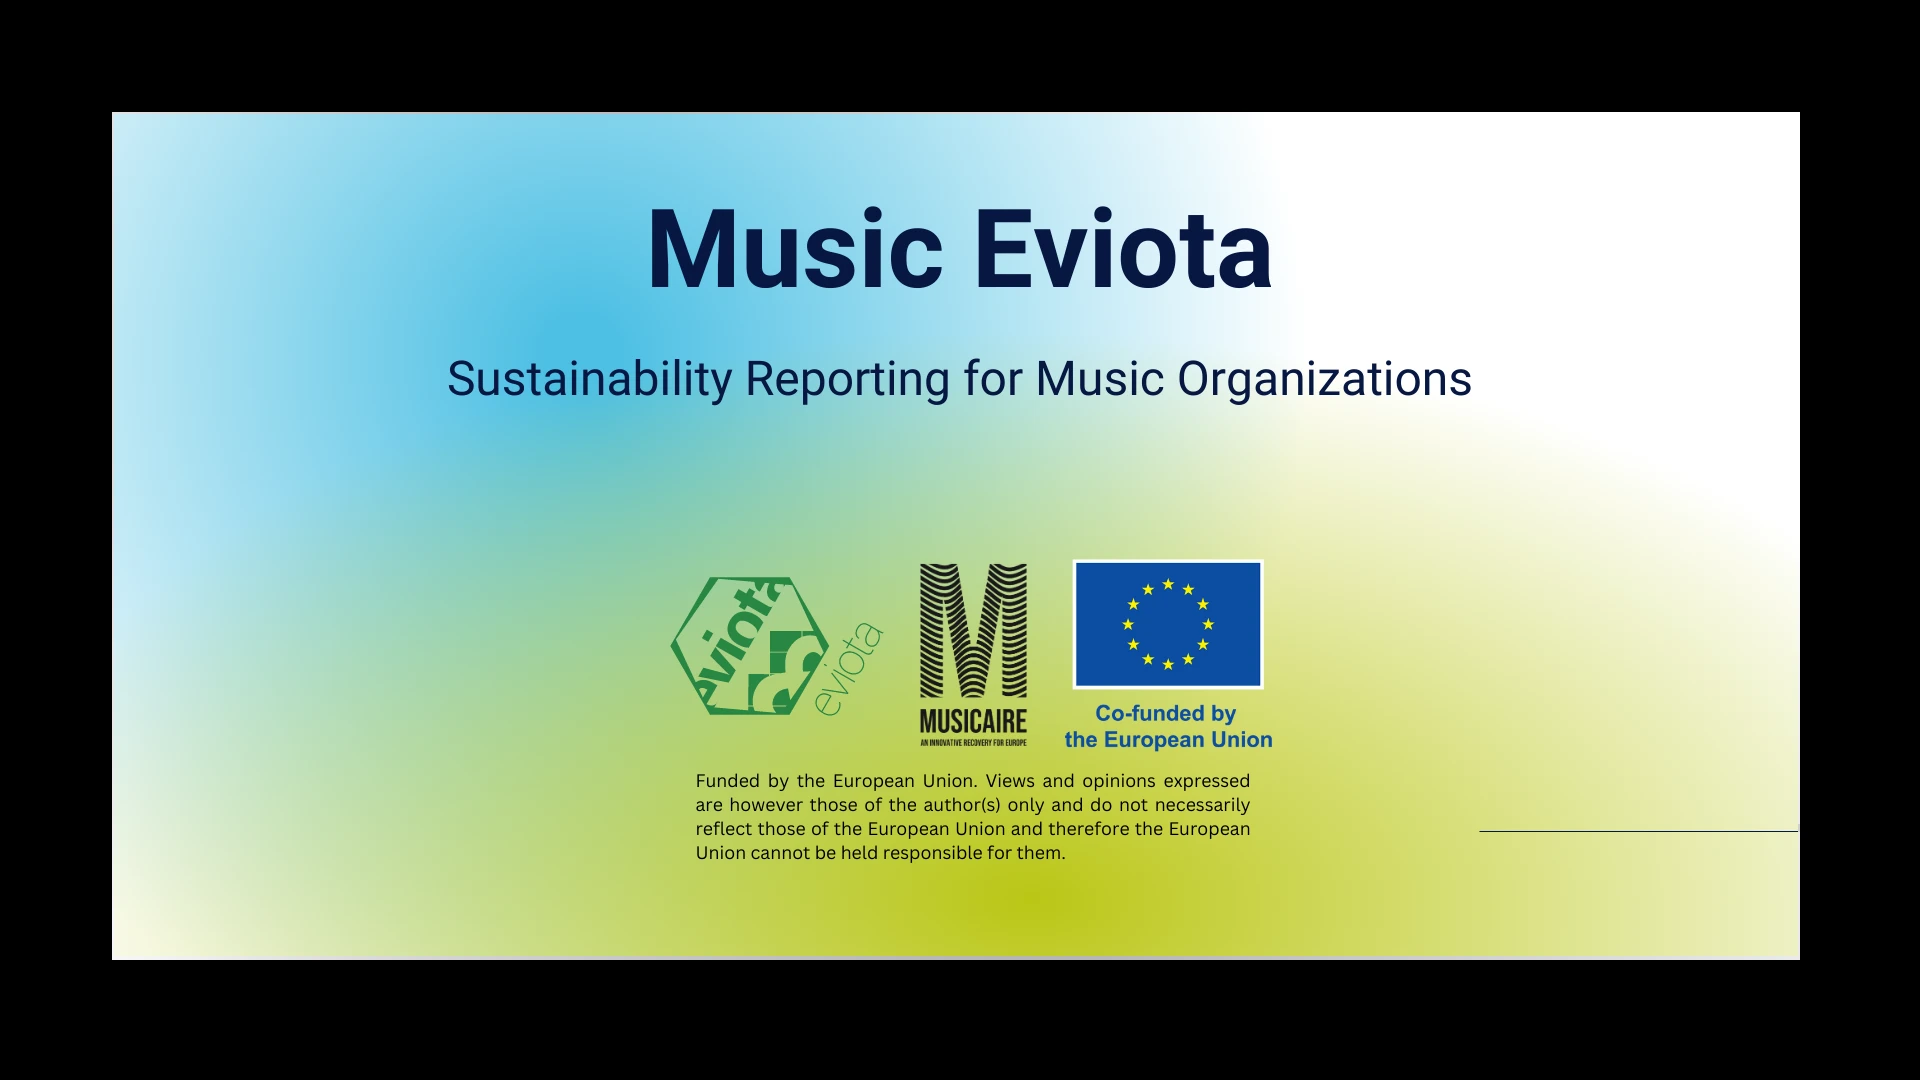 Music Eviota
Sustainability Reporting for Music Organizations
eviota
eviota
MUSICAIRE
AN INNOVATIVE RECOVERY FOR EUROPE
Co-funded by
the European Union
Funded by the European Union. Views and opinions expressed
are however those of the author(s) only and do not necessarily
reflect those of the European Union and therefore the European
Union cannot be held responsible for them.